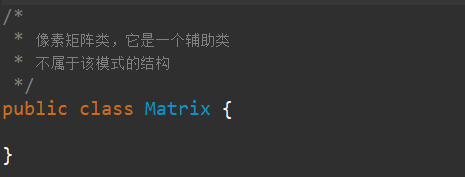 /*
 * 像素矩阵类，它是一个辅助类
 * 不属于该模式的结构
 */
public class Matrix {
}